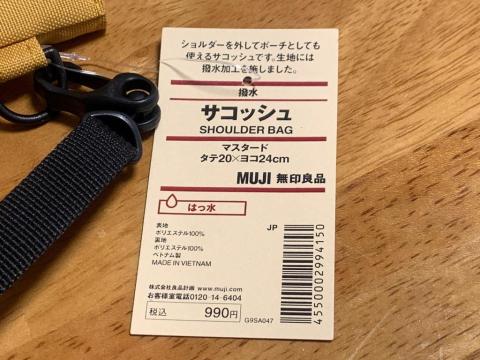 ショルダーを外してポーチとしても
使えるサコッシュです。生地には
撥水加工を施しました。
撥水
サコッシュ
SHOULDER BAG
マスタード
タテ20×ヨコ24cm
MUJI 無印良品
はっ水
表地
ポリエステル100%
裏地
ポリエステル100%
ベトナム製
MADE IN VIETNAM
株式会社良品計画 www.muji.com
お客様室電話0120-14-6404
税込 990円
JP
4550002994150
G9SA047